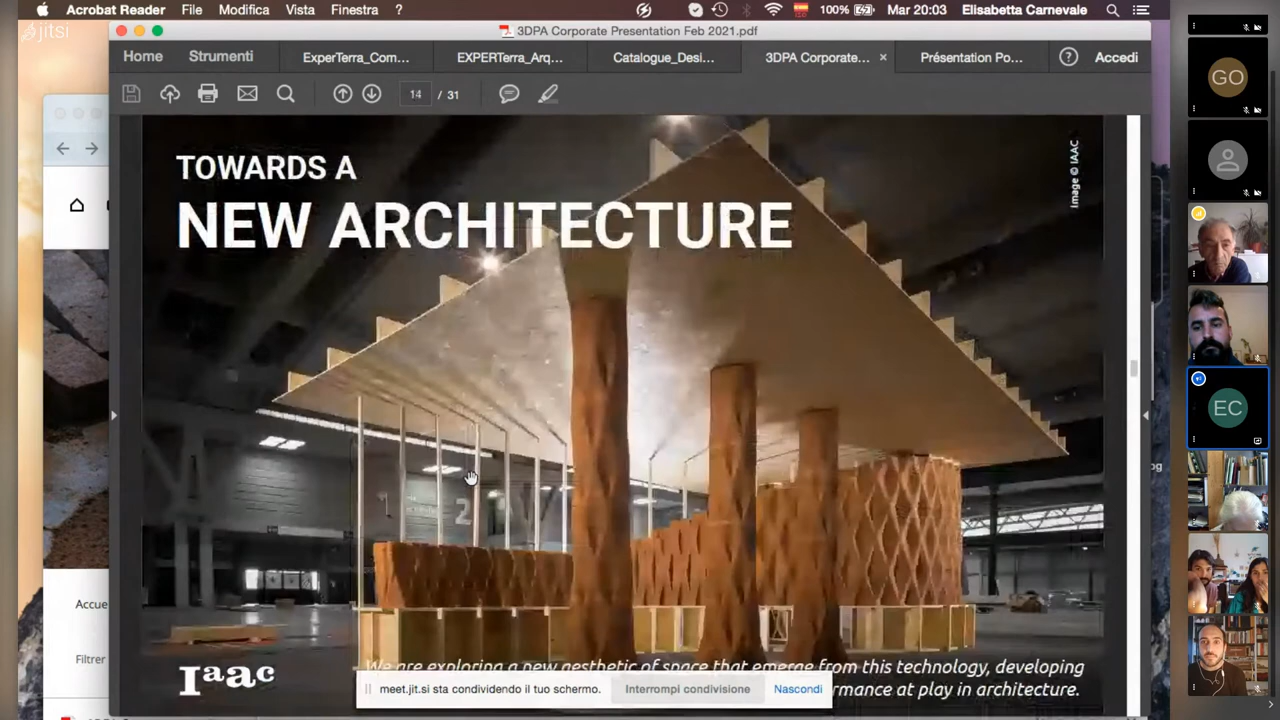 jitsi
Acrobat Reader File Modifica Vista Finestra ? 100% Mar 20:03 Elisabetta Carnevale
3DPA Corporate Presentation Feb 2021.pdf
Home Strumenti ExperTerra_Com... EXPERTerra_Arq... Catalogue_Desi... 3DPA Corporate... × Présentation Po... ? Accedi
14 / 31
TOWARDS A
NEW ARCHITECTURE
Image © IAAC
GO
EC
2
Accue
Filtrer
Iaac
We are exploring a new aesthetic of space that emerge from this technology, developing
rmance at play in architecture.
meet.jit.si sta condividendo il tuo schermo. Interrompi condivisione Nascondi